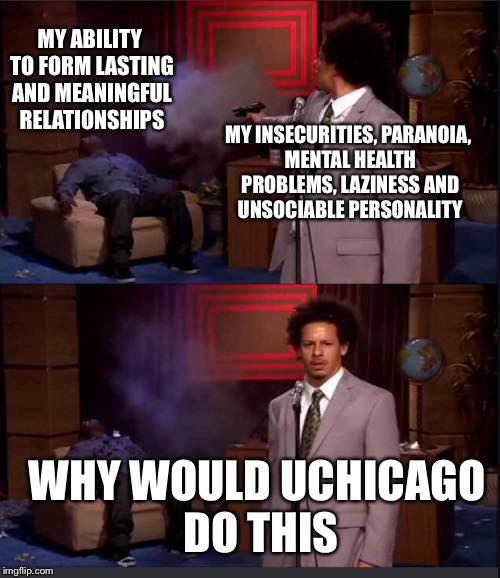 MY ABILITY
TO FORM LASTING
AND MEANINGFUL
RELATIONSHIPS
MY INSECURITIES, PARANOIA,
MENTAL HEALTH
PROBLEMS, LAZINESS AND
UNSOCIABLE PERSONALITY
WHY WOULD UCHICAGO
DO THIS
imgflip.com